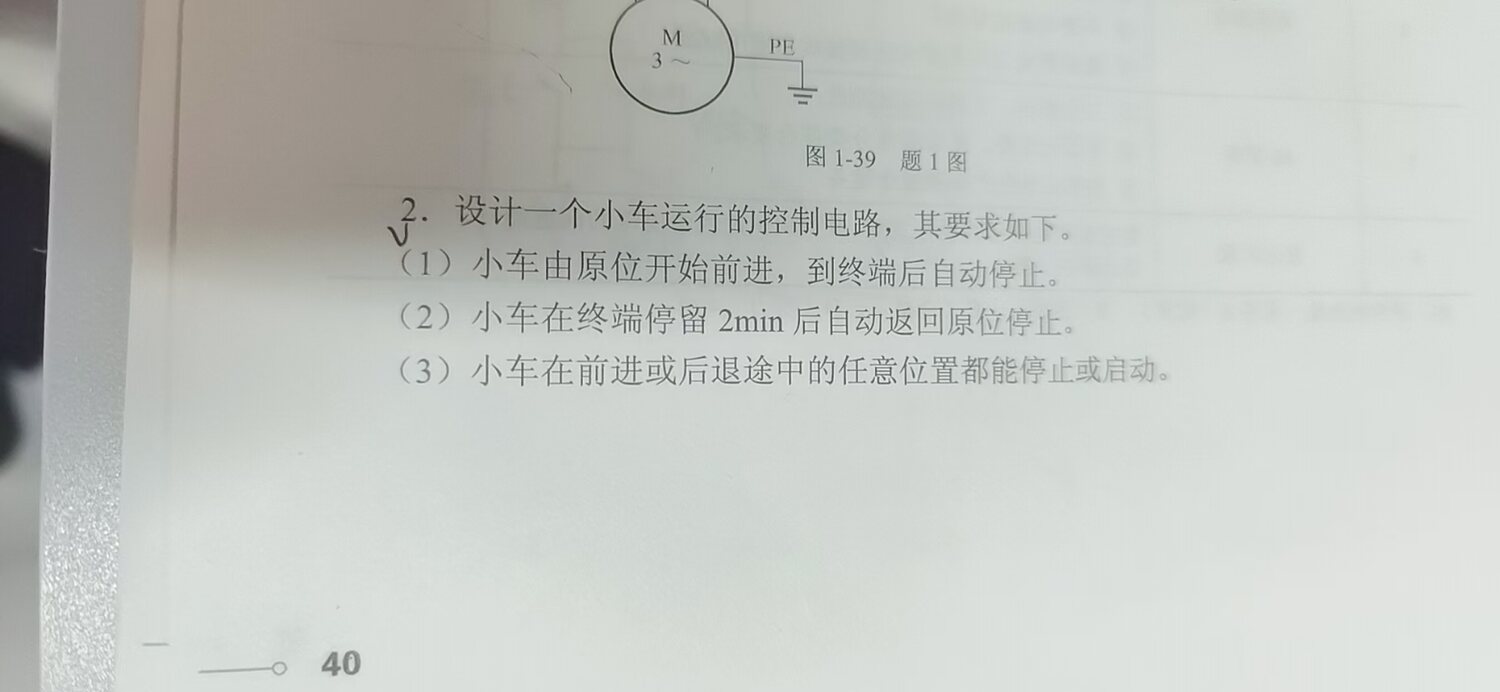 M
3～
PE
图 1-39 题 1 图
2. 设计一个小车运行的控制电路，其要求如下。
（1）小车由原位开始前进，到终端后自动停止。
（2）小车在终端停留 2min 后自动返回原位停止。
（3）小车在前进或后退途中的任意位置都能停止或启动。
40